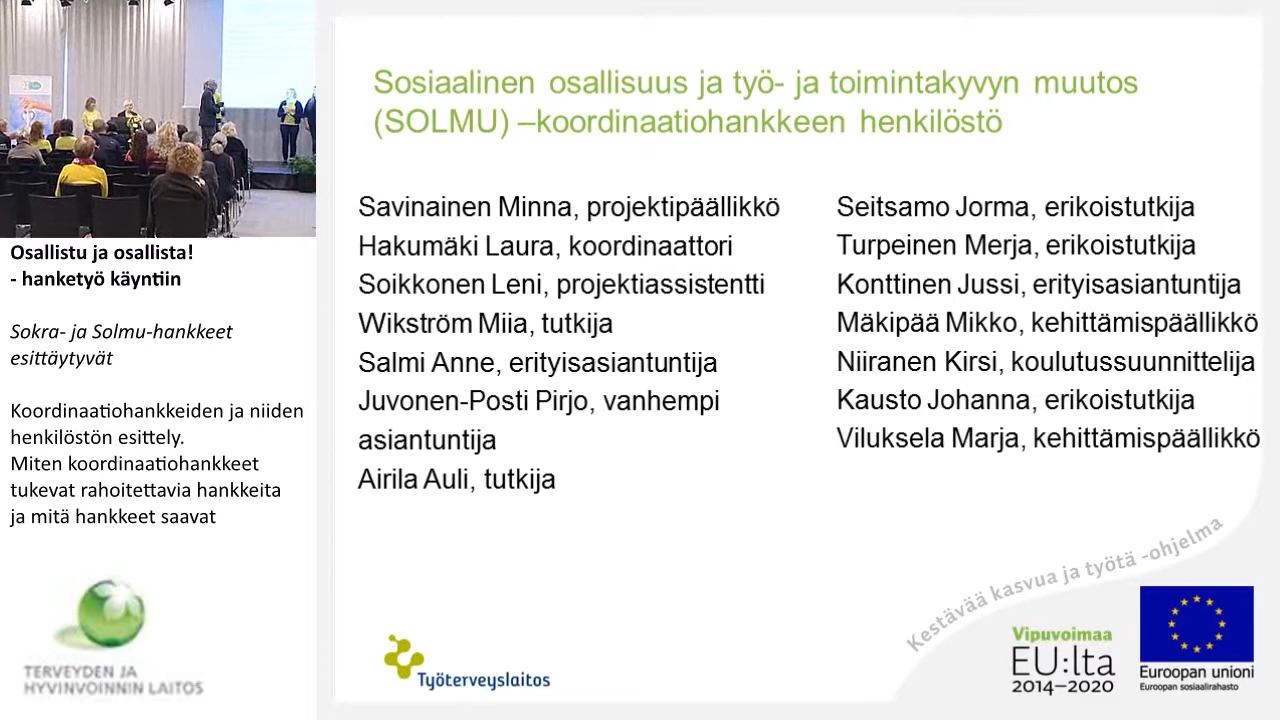 Osallistu ja osallista!
- hanketyö käyntiin
Sokra- ja Solmu-hankkeet
esittäytyvät
Koordinaatiohankkeiden ja niiden
henkilöstön esittely.
Miten koordinaatiohankkeet
tukevat rahoitettavia hankkeita
ja mitä hankkeet saavat
TERVEYDEN JA
HYVINVOINNIN LAITOS
Sosiaalinen osallisuus ja työ- ja toimintakyvyn muutos
(SOLMU) –koordinaatiohankkeen henkilöstö
Savinainen Minna, projektipäällikkö
Hakumäki Laura, koordinaattori
Soikkonen Leni, projektiassistentti
Wikström Miia, tutkija
Salmi Anne, erityisasiantuntija
Juvonen-Posti Pirjo, vanhempi
asiantuntija
Airila Auli, tutkija
Seitsamo Jorma, erikoistutkija
Turpeinen Merja, erikoistutkija
Konttinen Jussi, erityisasiantuntija
Mäkipää Mikko, kehittämispäällikkö
Niiranen Kirsi, koulutussuunnittelija
Kausto Johanna, erikoistutkija
Viluksela Marja, kehittämispäällikkö
Työterveyslaitos
Kestävää kasvua ja työtä -ohjelma
Vipuvoimaa
EU:lta
2014–2020
Euroopan unioni
Euroopan sosiaalirahasto